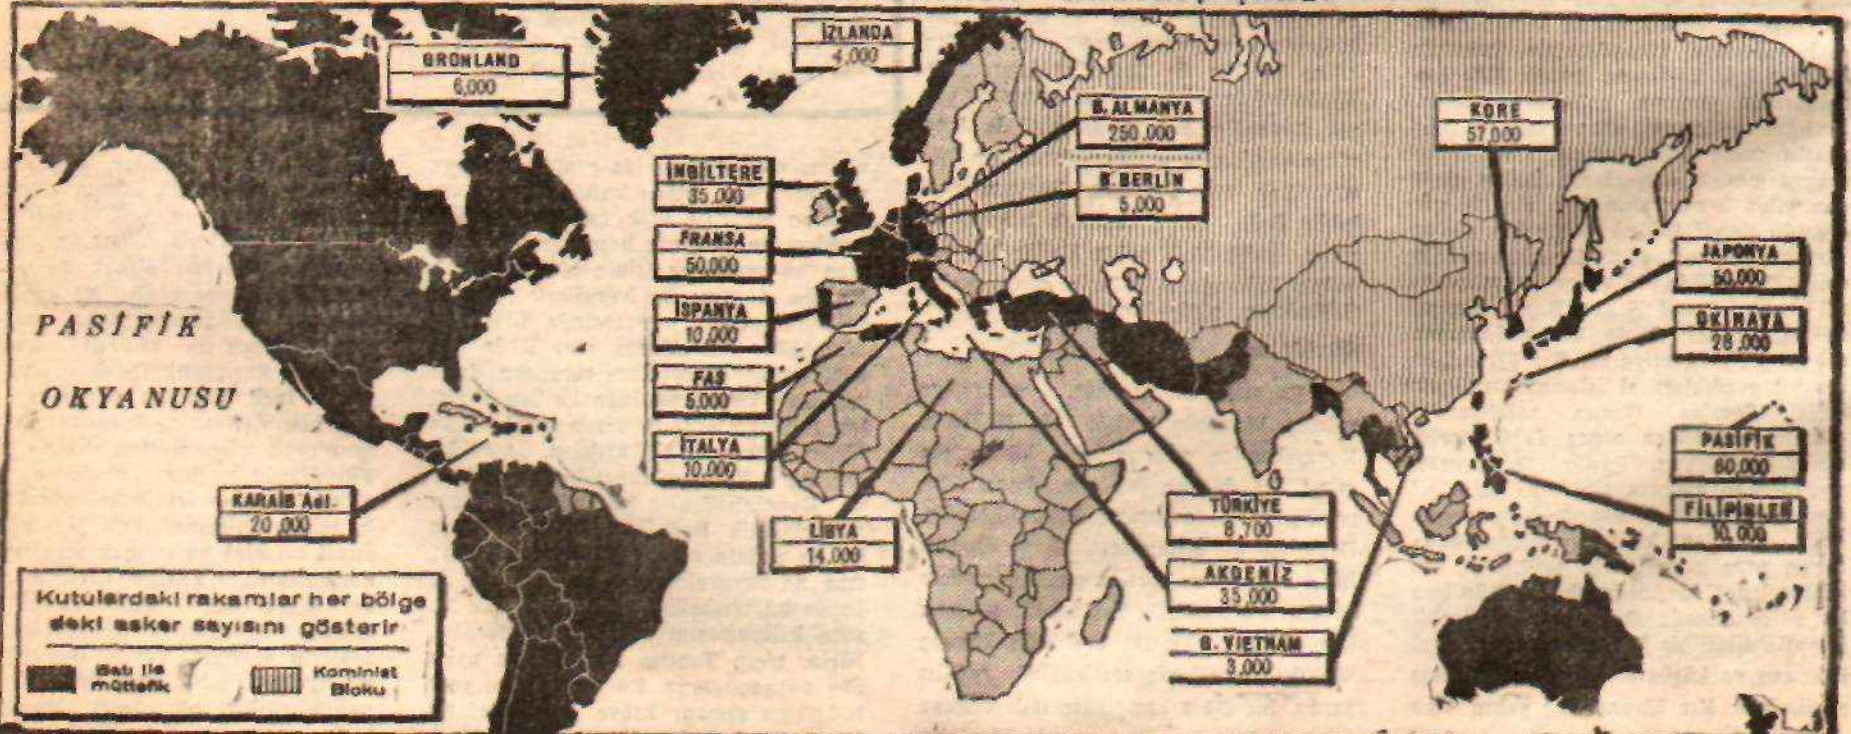 GRONLAND
6,000
İZLANDA
4,000
B. ALMANYA
250.000
KORE
57.000
İNGİLTERE
35.000
B. BERLİN
5,000
FRANSA
50,000
JAPONYA
50,000
İSPANYA
10,000
OKİNAVA
28,000
PASİFİK
OKYANUSU
FAS
5.000
İTALYA
10.000
PASİFİK
60,000
KARAİB Adl.
20,000
LİBYA
14.000
TÜRKİYE
8,700
FİLİPİNLER
10,000
AKDENİZ
35,000
G. VIETNAM
3,000
Kutulardaki rakamlar her bölge
deki asker sayısını gösterir
Batı ile
müttefik
Kominist
Bloku